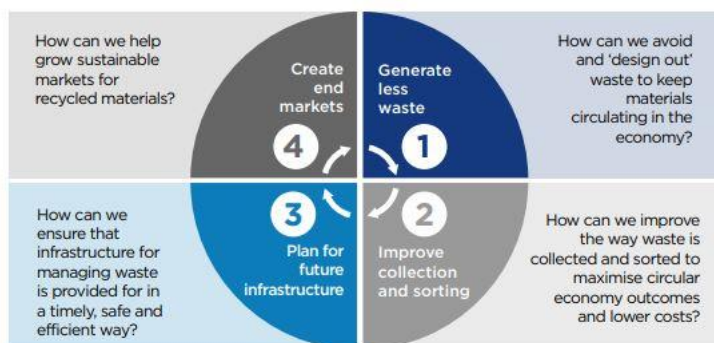 How can we help
grow sustainable
markets for
recycled materials?
Create
end
markets
4
Generate
less
waste
1
How can we avoid
and ‘design out’
waste to keep
materials
circulating in the
economy?
How can we
ensure that
infrastructure for
managing waste
is provided for in
a timely, safe and
efficient way?
3
Plan for
future
infrastructure
2
Improve
collection
and sorting
How can we improve
the way waste is
collected and sorted to
maximise circular
economy outcomes
and lower costs?